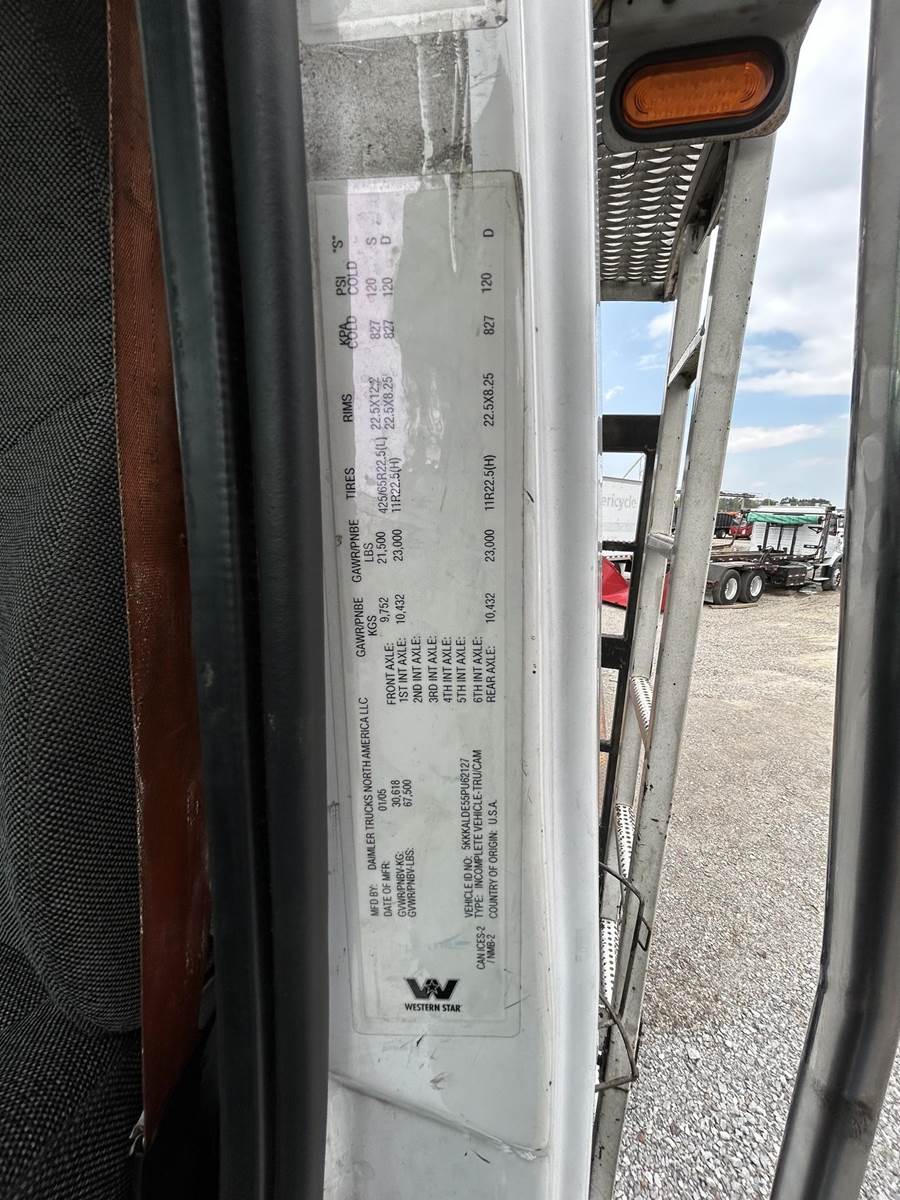 WESTERN STAR
MFD BY: DAIMLER TRUCKS NORTH AMERICA LLC
DATE OF MFR: 01/05
GVWR/PNBV-KG: 30,618
GVWR/PNBV-LBS: 67,500
VEHICLE ID NO: 5KKKALDE55PU62127
CAN ICES-2 TYPE: INCOMPLETE VEHICLE-TRU/CAM
/ NMB-2 COUNTRY OF ORIGIN: U.S.A.
GAWR/PNBE GAWR/PNBE TIRES RIMS KPA PSI "S"
KGS LBS COLD COLD
FRONT AXLE: 9,752 21,500 425/65R22.5(L) 22.5X12.2 827 120 S
1ST INT AXLE: 10,432 23,000 11R22.5(H) 22.5X8.25 827 120 D
2ND INT AXLE:
3RD INT AXLE:
4TH INT AXLE:
5TH INT AXLE:
6TH INT AXLE:
REAR AXLE: 10,432 23,000 11R22.5(H) 22.5X8.25 827 120 D
ericycle